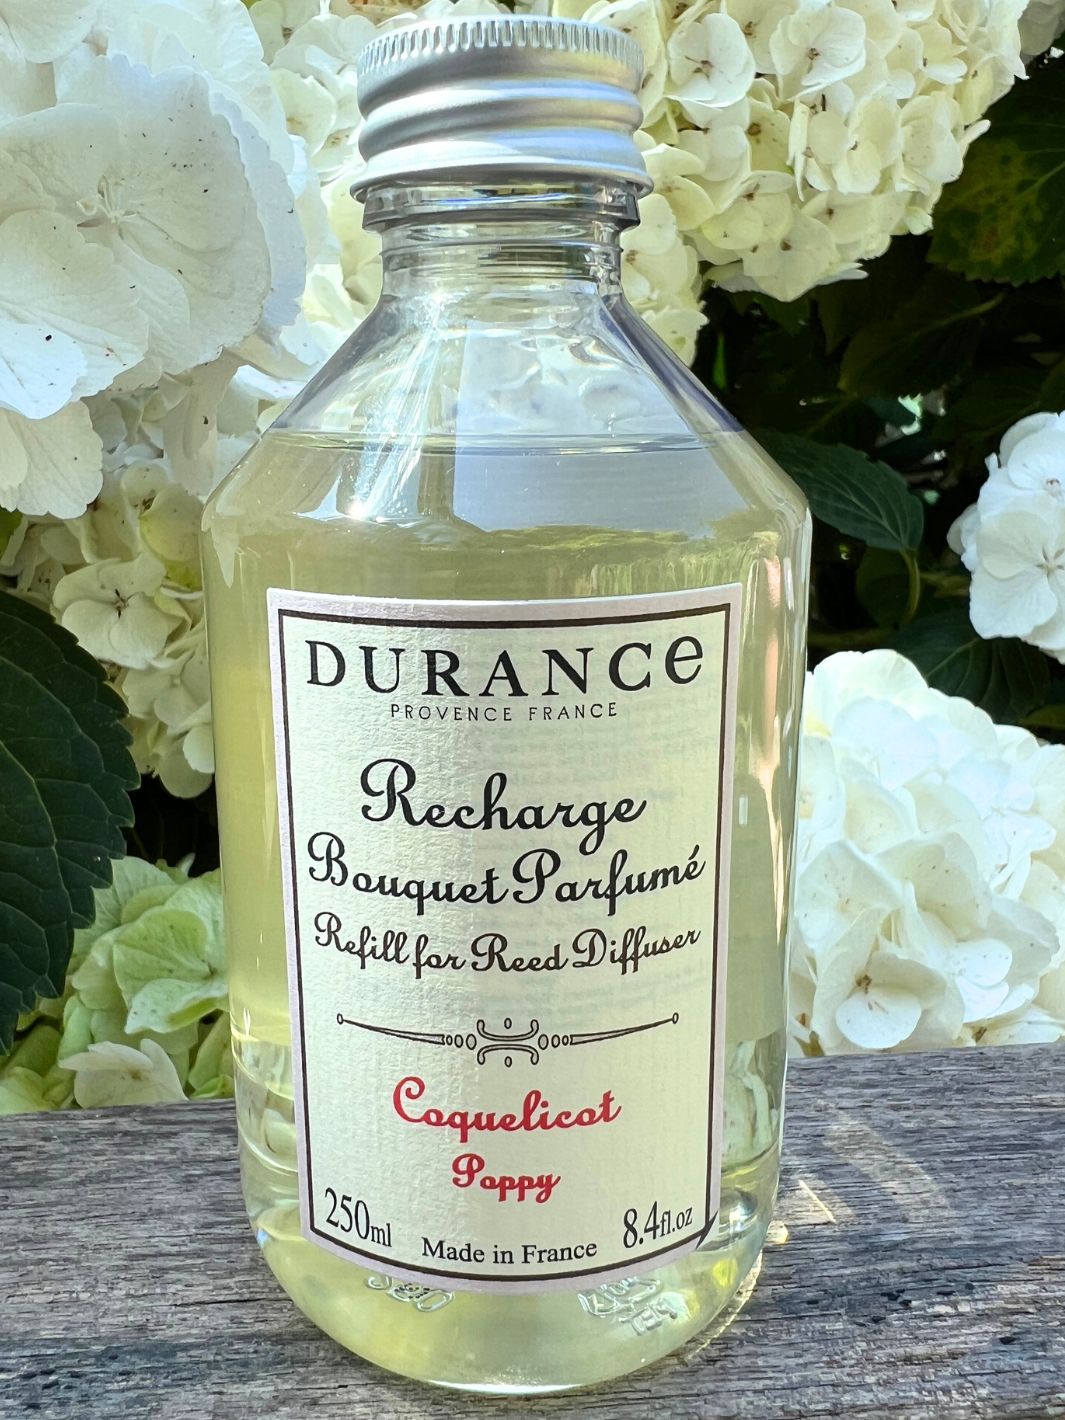 DURANCe
PROVENCE FRANCE
Recharge
Bouquet Parfumé
Refill for Reed Diffuser
Coquelicot
Poppy
250ml
Made in France
8.4fl.oz